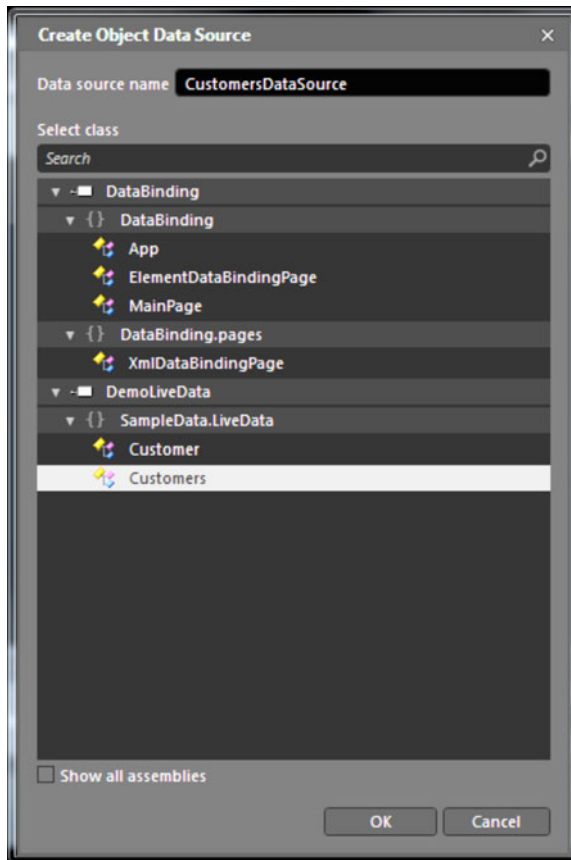 Create Object Data Source
Data source name CustomersDataSource
Select class
Search
DataBinding
{} DataBinding
App
ElementDataBindingPage
MainPage
{} DataBinding.pages
XmlDataBindingPage
DemoLiveData
{} SampleData.LiveData
Customer
Customers
Show all assemblies
OK Cancel